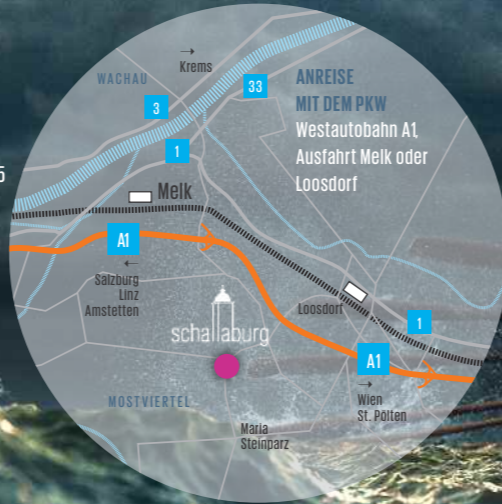 →
Krems
WACHAU
33
3
ANREISE
MIT DEM PKW
Westautobahn A1,
Ausfahrt Melk oder
Loosdorf
1
5
Melk
A1
←
Salzburg
Linz
Amstetten
Loosdorf
1
schallaburg
A1
→
Wien
St. Pölten
MOSTVIERTEL
Maria
Steinparz